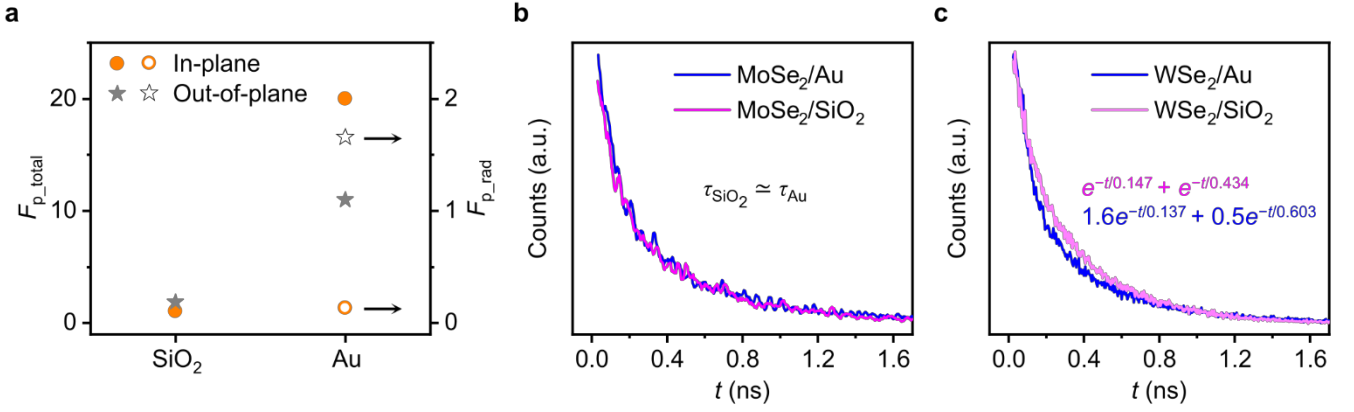 a
In-plane
Out-of-plane
20
10
0
2
1
0
F_p_total
F_p_rad
SiO₂
Au
b
MoSe₂/Au
MoSe₂/SiO₂
τ_SiO₂ ≃ τ_Au
Counts (a.u.)
0.0 0.4 0.8 1.2 1.6
t (ns)
c
WSe₂/Au
WSe₂/SiO₂
e^−t/0.147 + e^−t/0.434
1.6e^−t/0.137 + 0.5e^−t/0.603
Counts (a.u.)
0.0 0.4 0.8 1.2 1.6
t (ns)